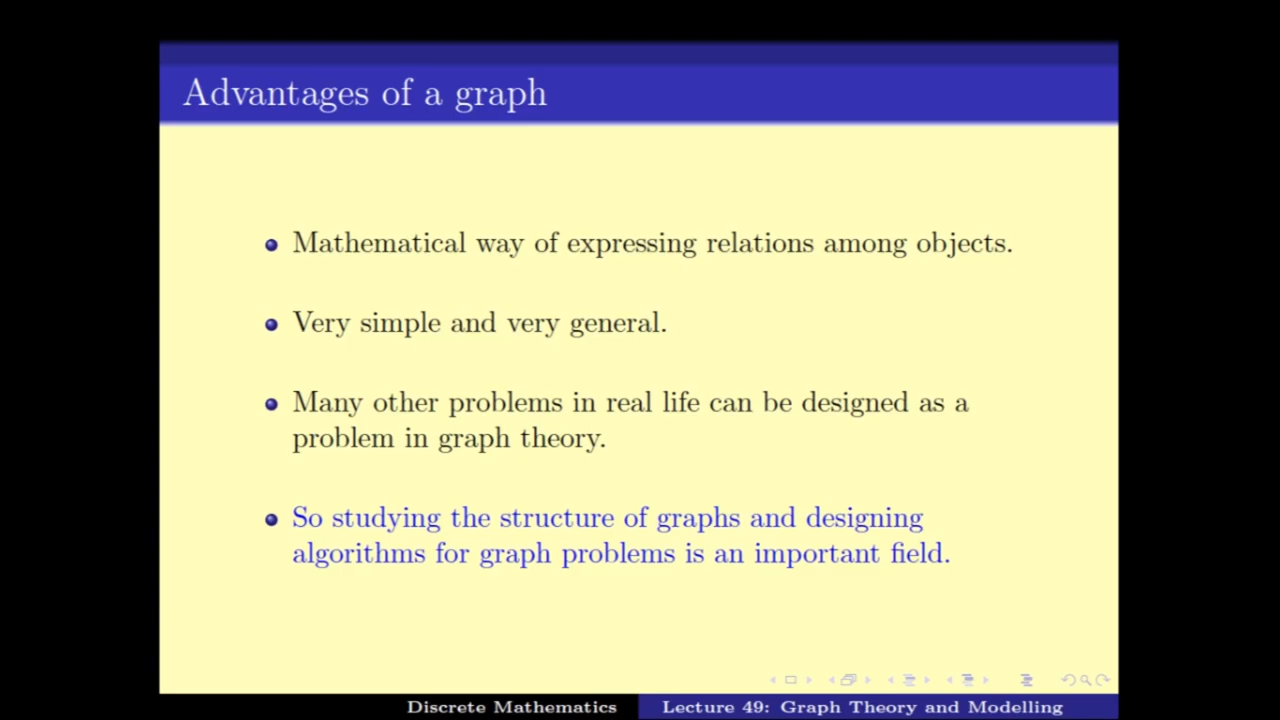 Advantages of a graph
Mathematical way of expressing relations among objects.
Very simple and very general.
Many other problems in real life can be designed as a
problem in graph theory.
So studying the structure of graphs and designing
algorithms for graph problems is an important field.
Discrete Mathematics
Lecture 49: Graph Theory and Modelling